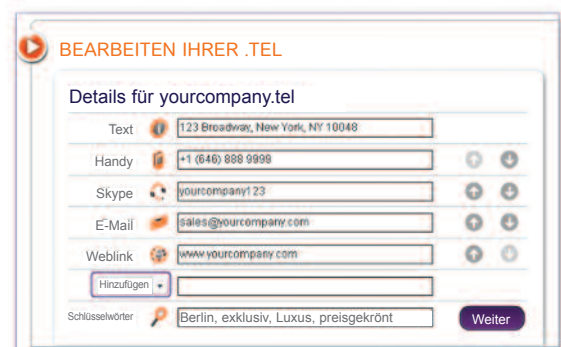 BEARBEITEN IHRER .TEL
Details für yourcompany.tel
Text 123 Broadway, New York, NY 10048
Handy +1 (646) 888 9999
Skype yourcompany123
E-Mail sales@yourcompany.com
Weblink www.yourcompany.com
Hinzufügen
Schlüsselwörter Berlin, exklusiv, Luxus, preisgekrönt Weiter